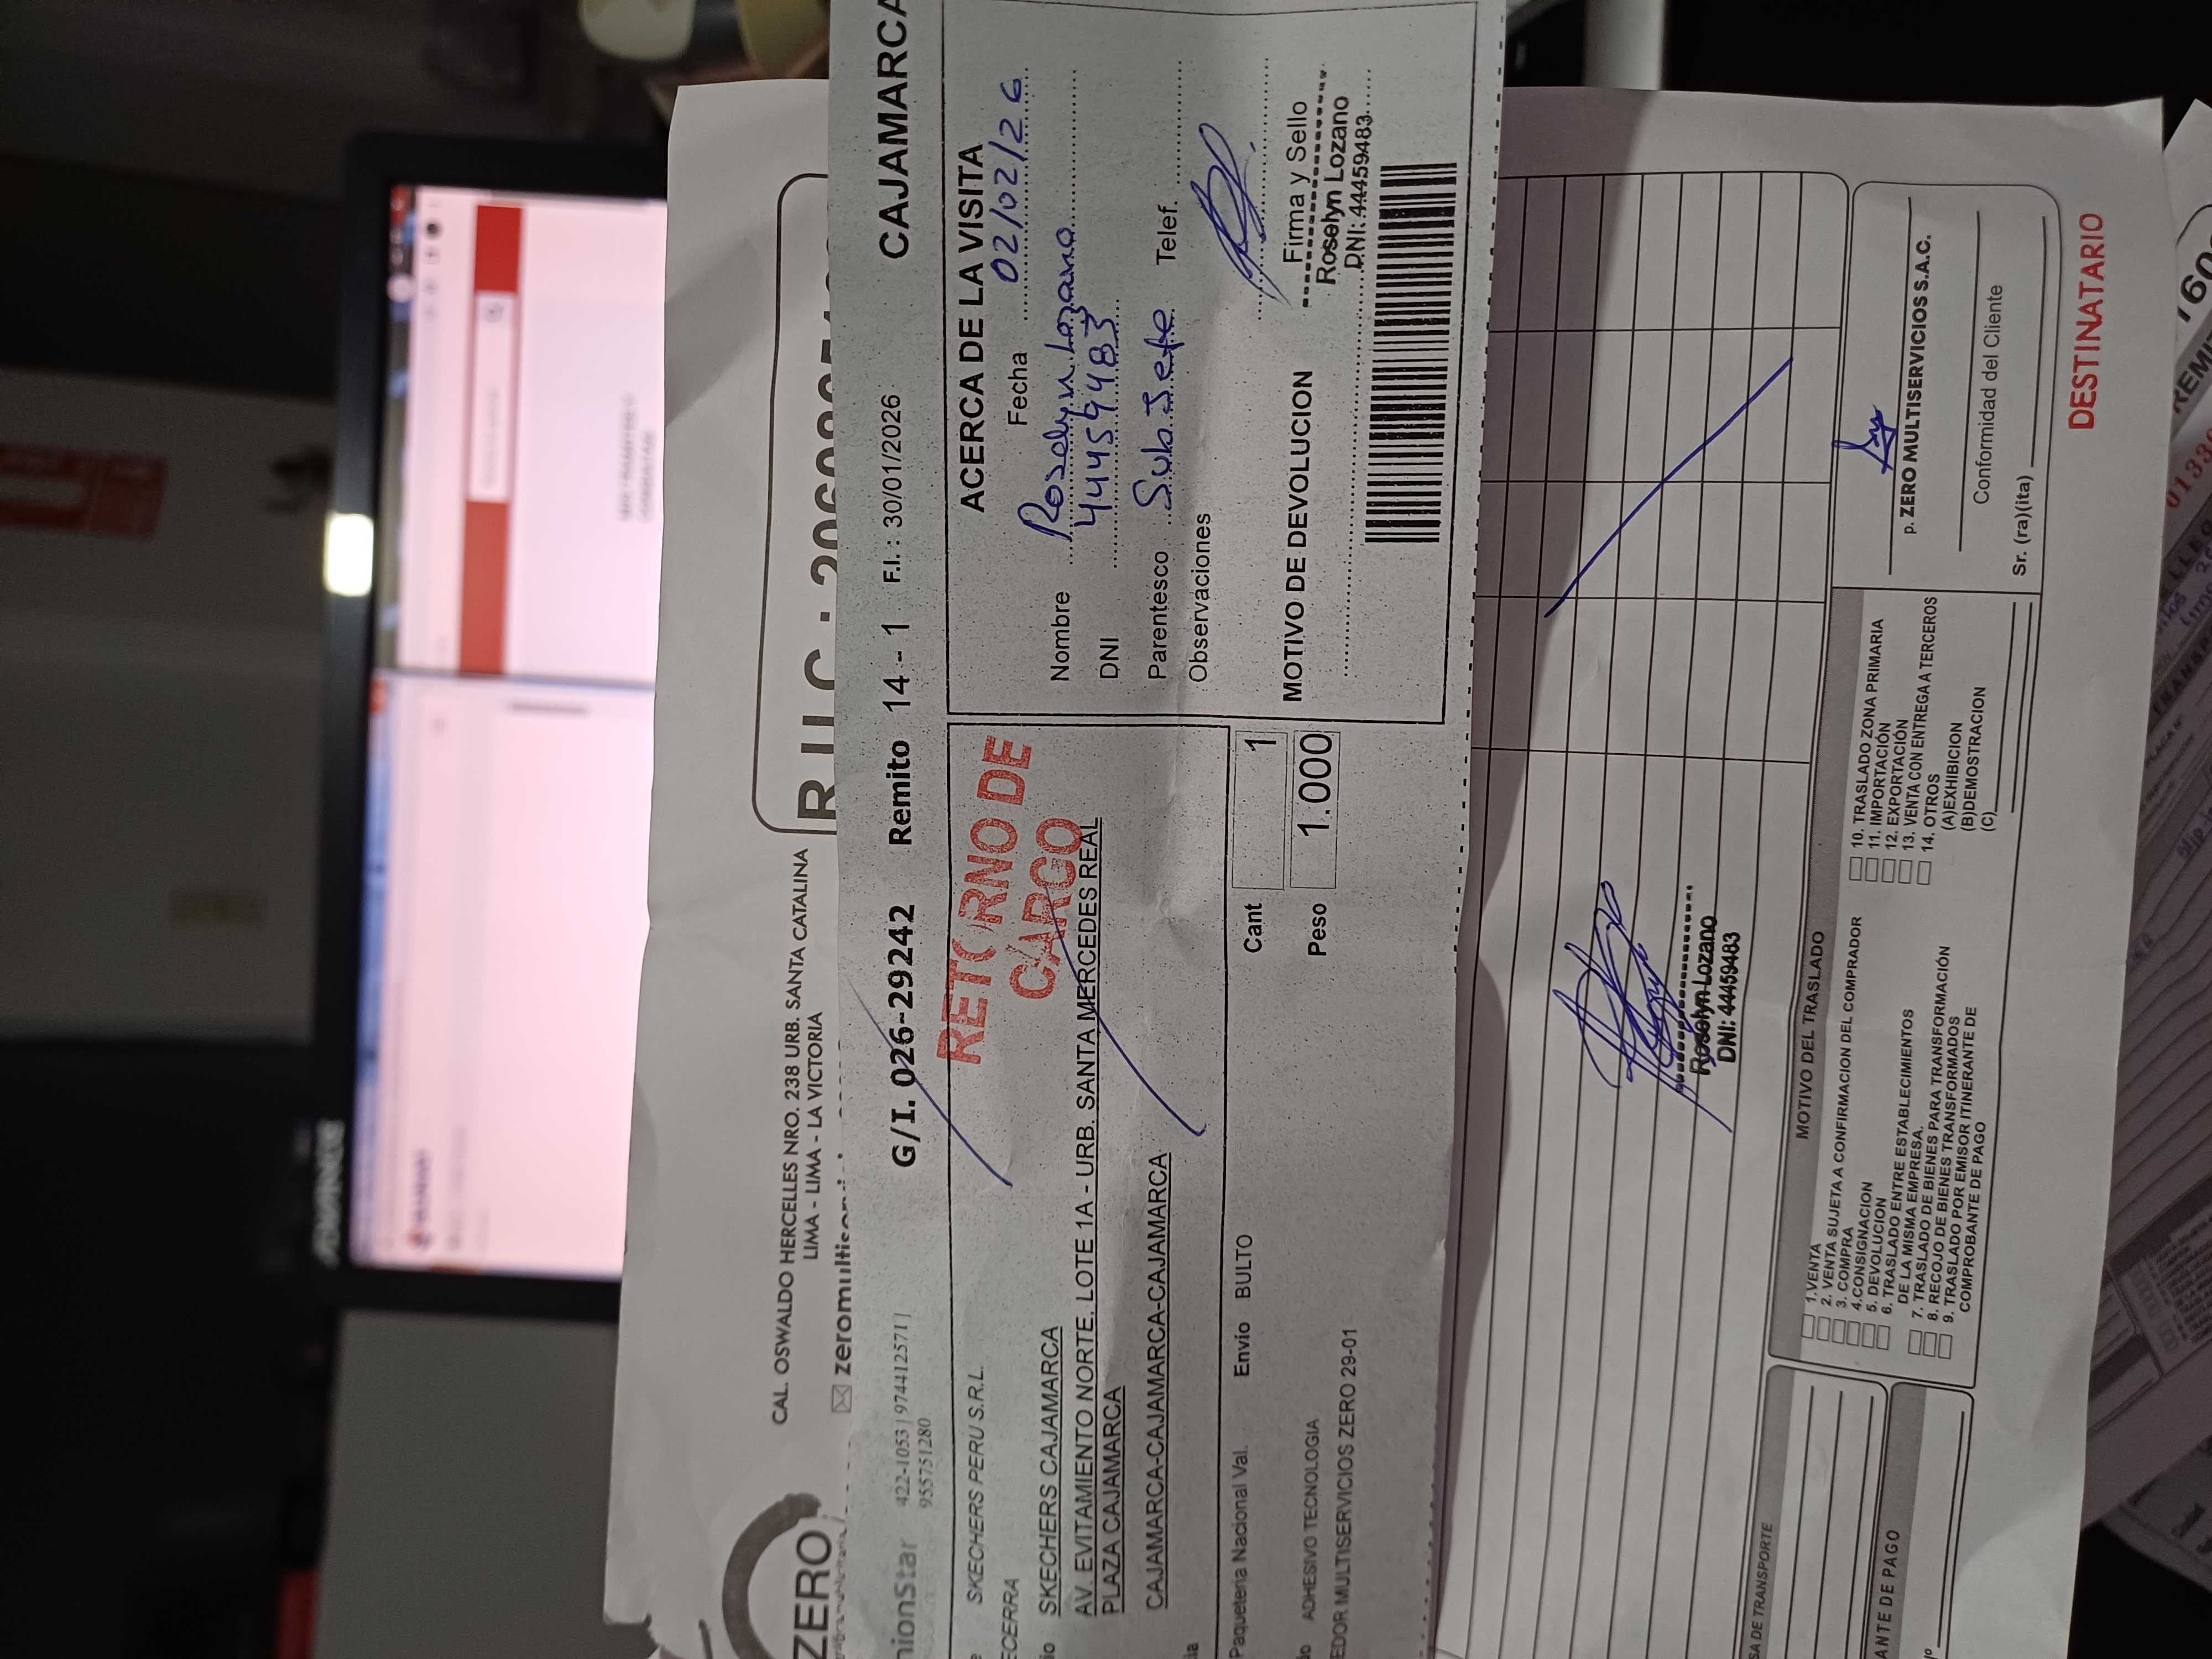 ZERO
CAL. OSWALDO HERCELLES NRO. 238 URB. SANTA CATALINA
LIMA - LIMA - LA VICTORIA
R.U.C.: 
422-1053 | 974412571 |
955751280
G/I. 026-29242 Remito 14 - 1 F.I.: 30/01/2026 CAJAMARCA
SKECHERS PERU S.R.L.
RETORNO DE
CARGO
SKECHERS CAJAMARCA
AV. EVITAMIENTO NORTE. LOTE 1A - URB. SANTA MERCEDES REAL
PLAZA CAJAMARCA
CAJAMARCA-CAJAMARCA-CAJAMARCA
Paqueteria Nacional Val. Envio BULTO Cant 1
Peso 1.000
ADHESIVO TECNOLOGIA
EDOR MULTISERVICIOS ZERO 29-01
ACERCA DE LA VISITA
Fecha 02/02/26
Nombre Roselyn Lozano
DNI 44459483
Parentesco Sub Jefe Telef.
Observaciones
MOTIVO DE DEVOLUCION
Firma y Sello
Roselyn Lozano
DNI: 44459483
Roselyn Lozano
DNI: 44459483
MOTIVO DEL TRASLADO
1. VENTA
2. VENTA SUJETA A CONFIRMACION DEL COMPRADOR
3. COMPRA
4.CONSIGNACION
5. DEVOLUCION
6. TRASLADO ENTRE ESTABLECIMIENTOS
DE LA MISMA EMPRESA.
7. TRASLADO DE BIENES PARA TRANSFORMACIÓN
8. RECOJO DE BIENES TRANSFORMADOS
9. TRASLADO POR EMISOR ITINERANTE DE
COMPROBANTE DE PAGO
10. TRASLADO ZONA PRIMARIA
11. IMPORTACIÓN
12. EXPORTACIÓN
13. VENTA CON ENTREGA A TERCEROS
14. OTROS
(A)EXHIBICION
(B)DEMOSTRACION
(C)
p. ZERO MULTISERVICIOS S.A.C.
Conformidad del Cliente
Sr. (ra)(ita)
SA DE TRANSPORTE
ANTE DE PAGO
DESTINATARIO